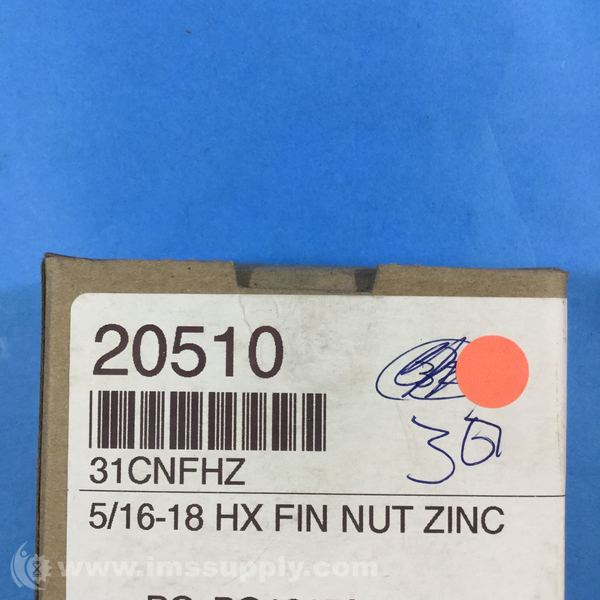 20510
31CNFHZ
5/16-18 HX FIN NUT ZINC
www.imssupply.com